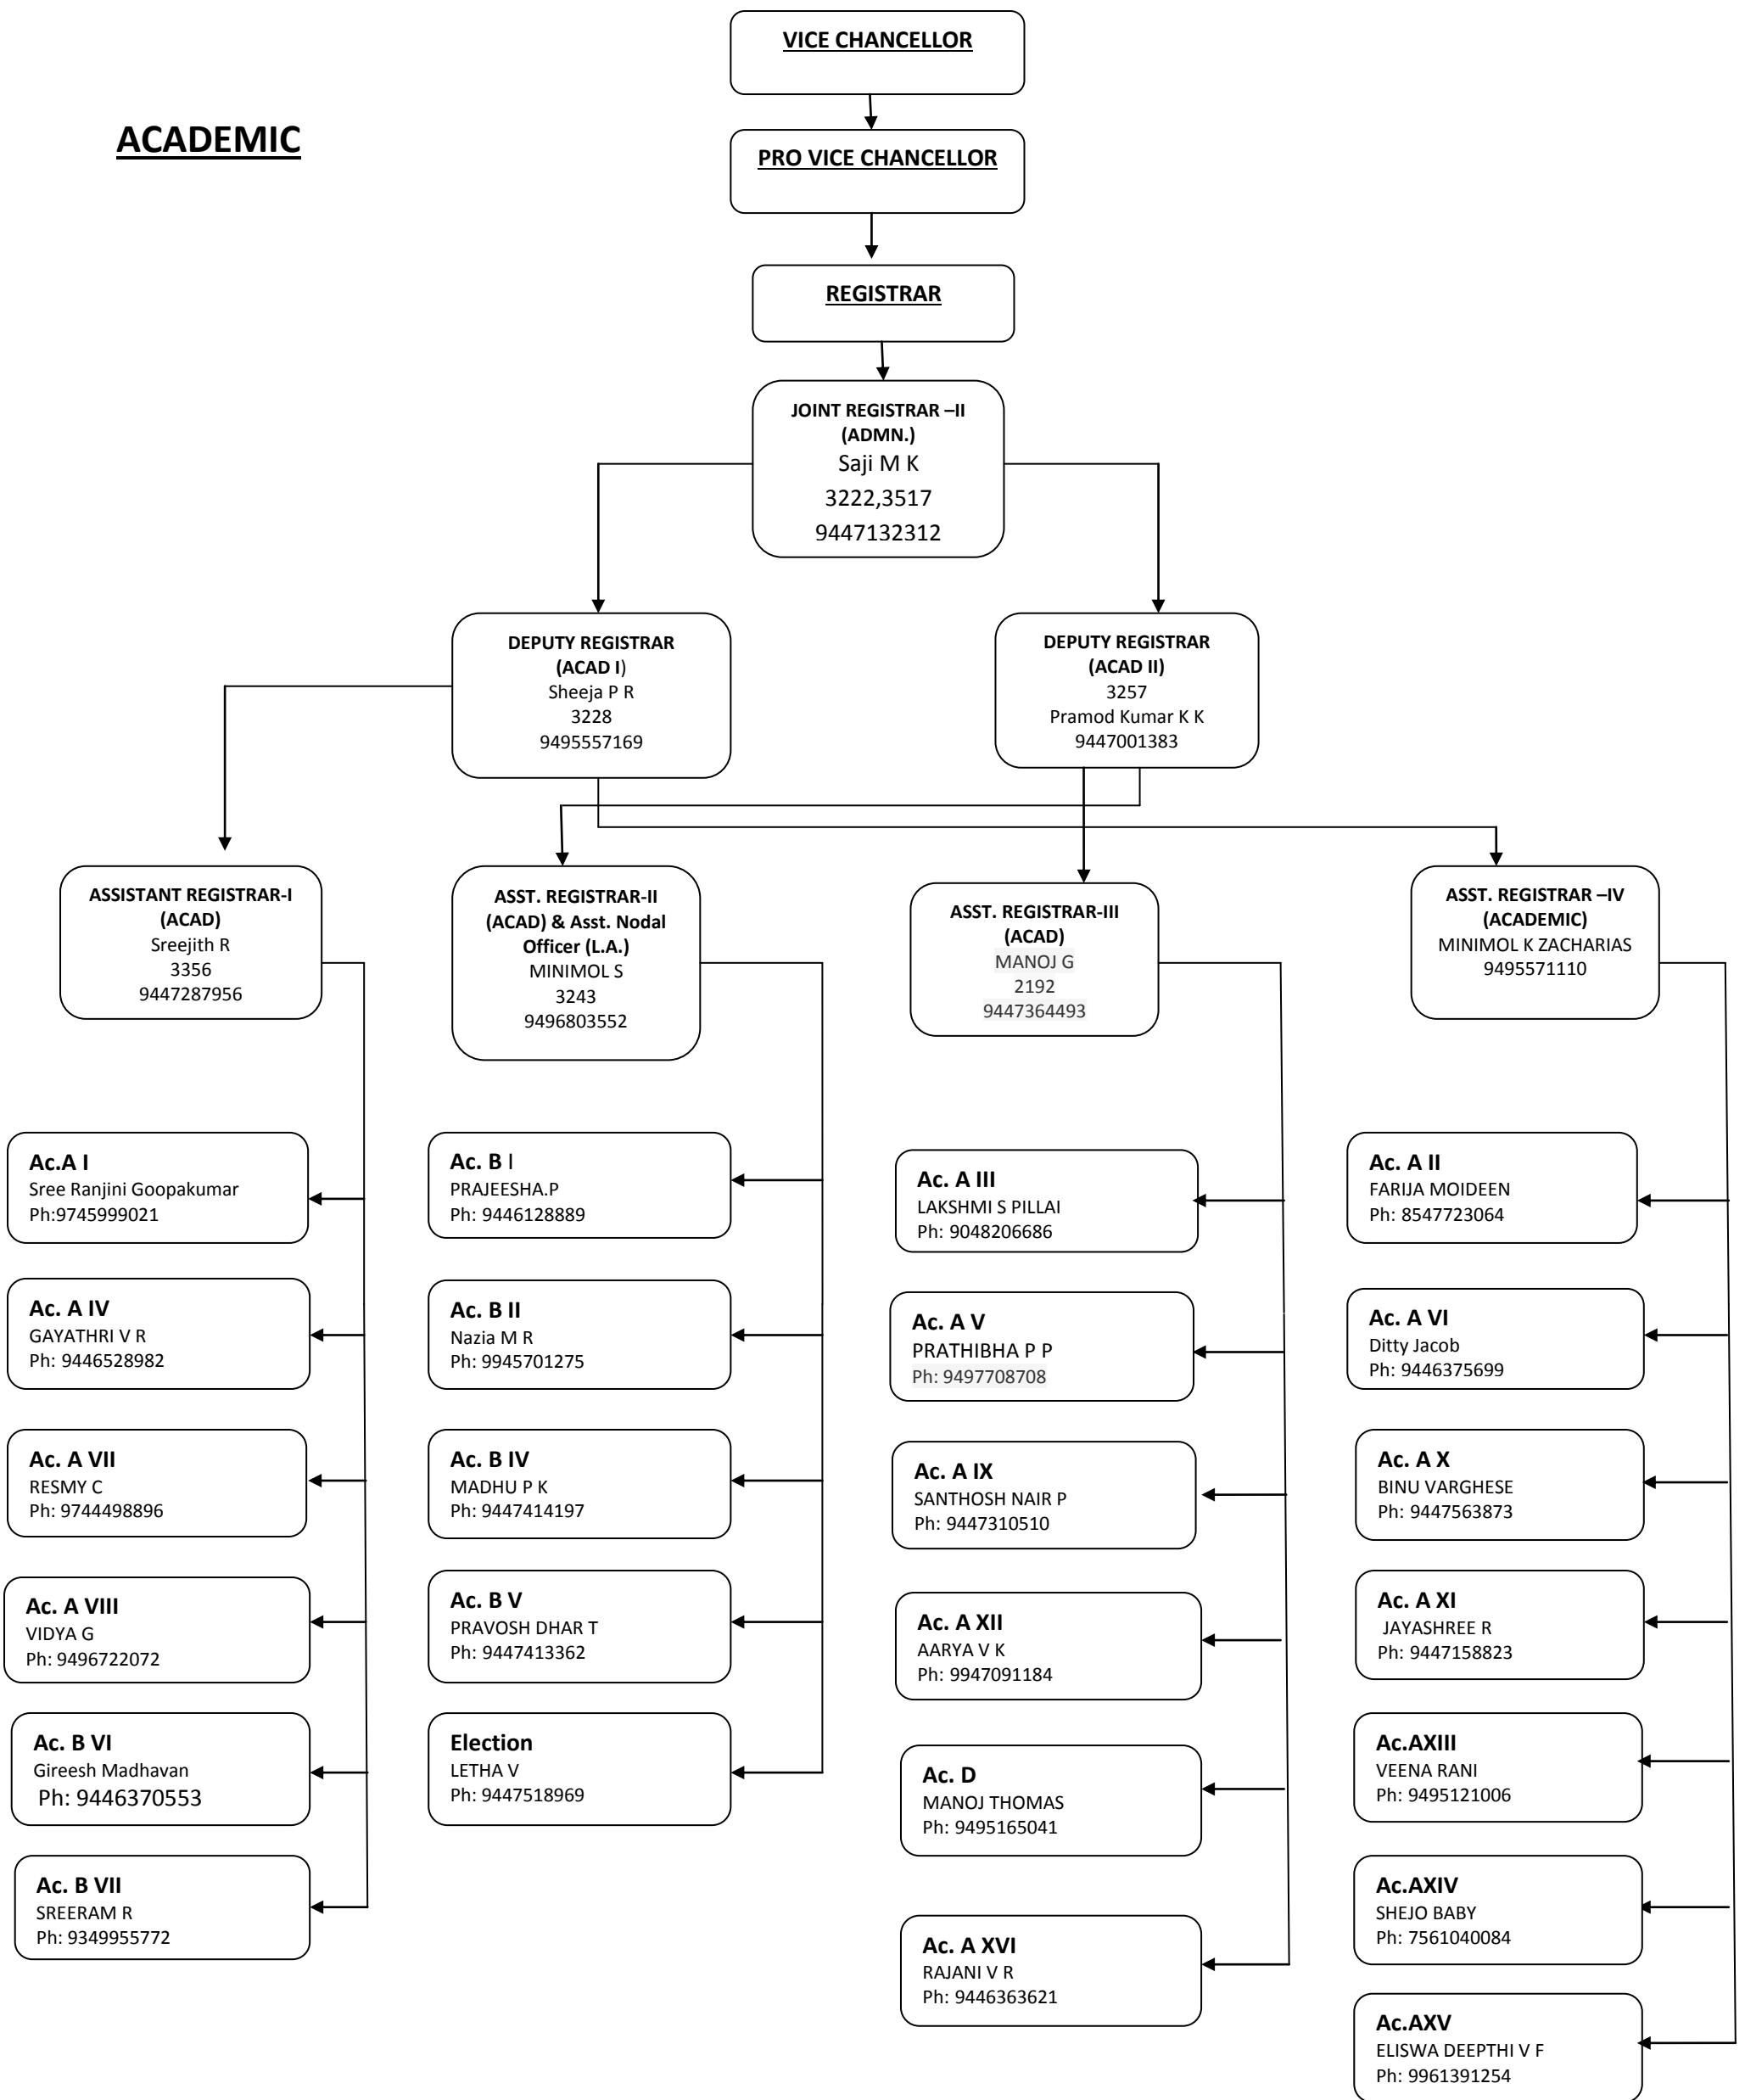 VICE CHANCELLOR
ACADEMIC
PRO VICE CHANCELLOR
REGISTRAR
JOINT REGISTRAR –II
(ADMN.)
Saji M K
3222,3517
9447132312
DEPUTY REGISTRAR
(ACAD I)
Sheeja P R
3228
9495557169
DEPUTY REGISTRAR
(ACAD II)
3257
Pramod Kumar K K
9447001383
ASSISTANT REGISTRAR-I
(ACAD)
Sreejith R
3356
9447287956
ASST. REGISTRAR-II
(ACAD) & Asst. Nodal
Officer (L.A.)
MINIMOL S
3243
9496803552
ASST. REGISTRAR-III
(ACAD)
MANOJ G
2192
9447364493
ASST. REGISTRAR –IV
(ACADEMIC)
MINIMOL K ZACHARIAS
9495571110
Ac.A I
Sree Ranjini Goopakumar
Ph:9745999021
Ac. A IV
GAYATHRI V R
Ph: 9446528982
Ac. A VII
RESMY C
Ph: 9744498896
Ac. A VIII
VIDYA G
Ph: 9496722072
Ac. B VI
Gireesh Madhavan
Ph: 9446370553
Ac. B VII
SREERAM R
Ph: 9349955772
Ac. B I
PRAJEESHA.P
Ph: 9446128889
Ac. B II
Nazia M R
Ph: 9945701275
Ac. B IV
MADHU P K
Ph: 9447414197
Ac. B V
PRAVOSH DHAR T
Ph: 9447413362
Election
LETHA V
Ph: 9447518969
Ac. A III
LAKSHMI S PILLAI
Ph: 9048206686
Ac. A V
PRATHIBHA P P
Ph: 9497708708
Ac. A IX
SANTHOSH NAIR P
Ph: 9447310510
Ac. A XII
AARYA V K
Ph: 9947091184
Ac. D
MANOJ THOMAS
Ph: 9495165041
Ac. A XVI
RAJANI V R
Ph: 9446363621
Ac. A II
FARIJA MOIDEEN
Ph: 8547723064
Ac. A VI
Ditty Jacob
Ph: 9446375699
Ac. A X
BINU VARGHESE
Ph: 9447563873
Ac. A XI
JAYASHREE R
Ph: 9447158823
Ac.AXIII
VEENA RANI
Ph: 9495121006
Ac.AXIV
SHEJO BABY
Ph: 7561040084
Ac.AXV
ELISWA DEEPTHI V F
Ph: 9961391254